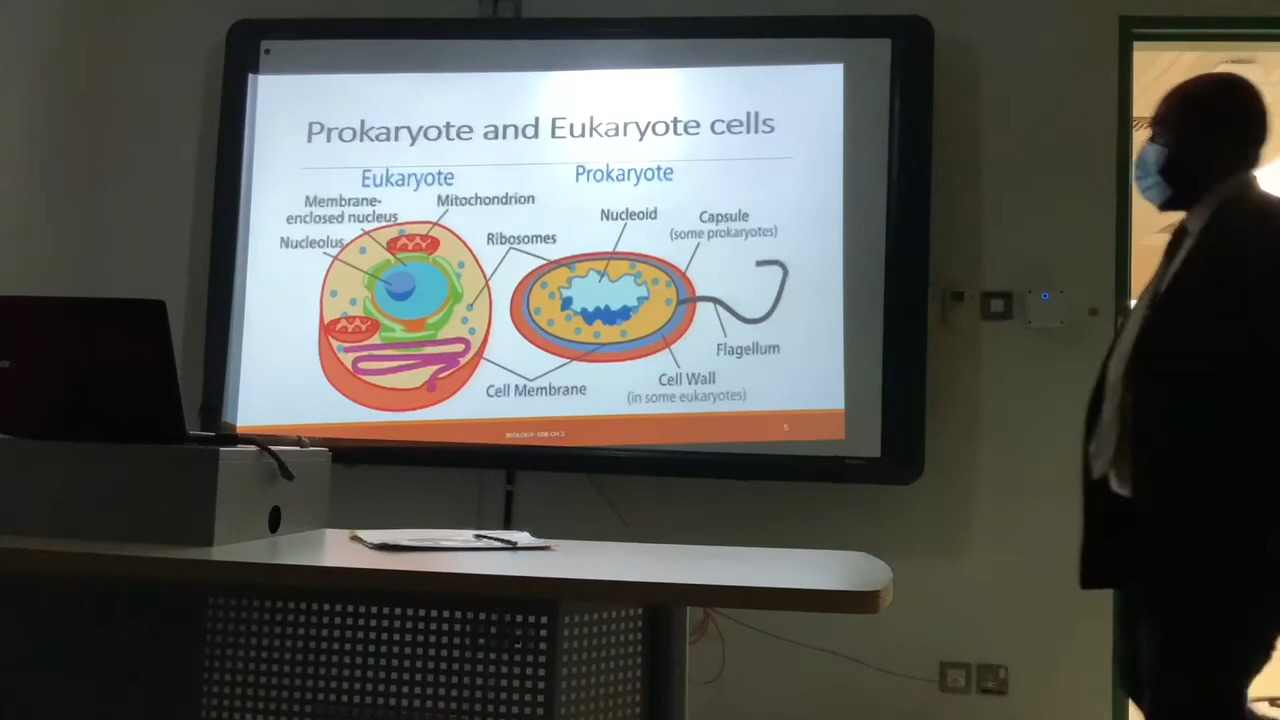 Prokaryote and Eukaryote cells
Eukaryote
Prokaryote
Membrane-
enclosed nucleus
Mitochondrion
Nucleolus
Ribosomes
Nucleoid
Capsule
(some prokaryotes)
Flagellum
Cell Membrane
Cell Wall
(in some eukaryotes)
5